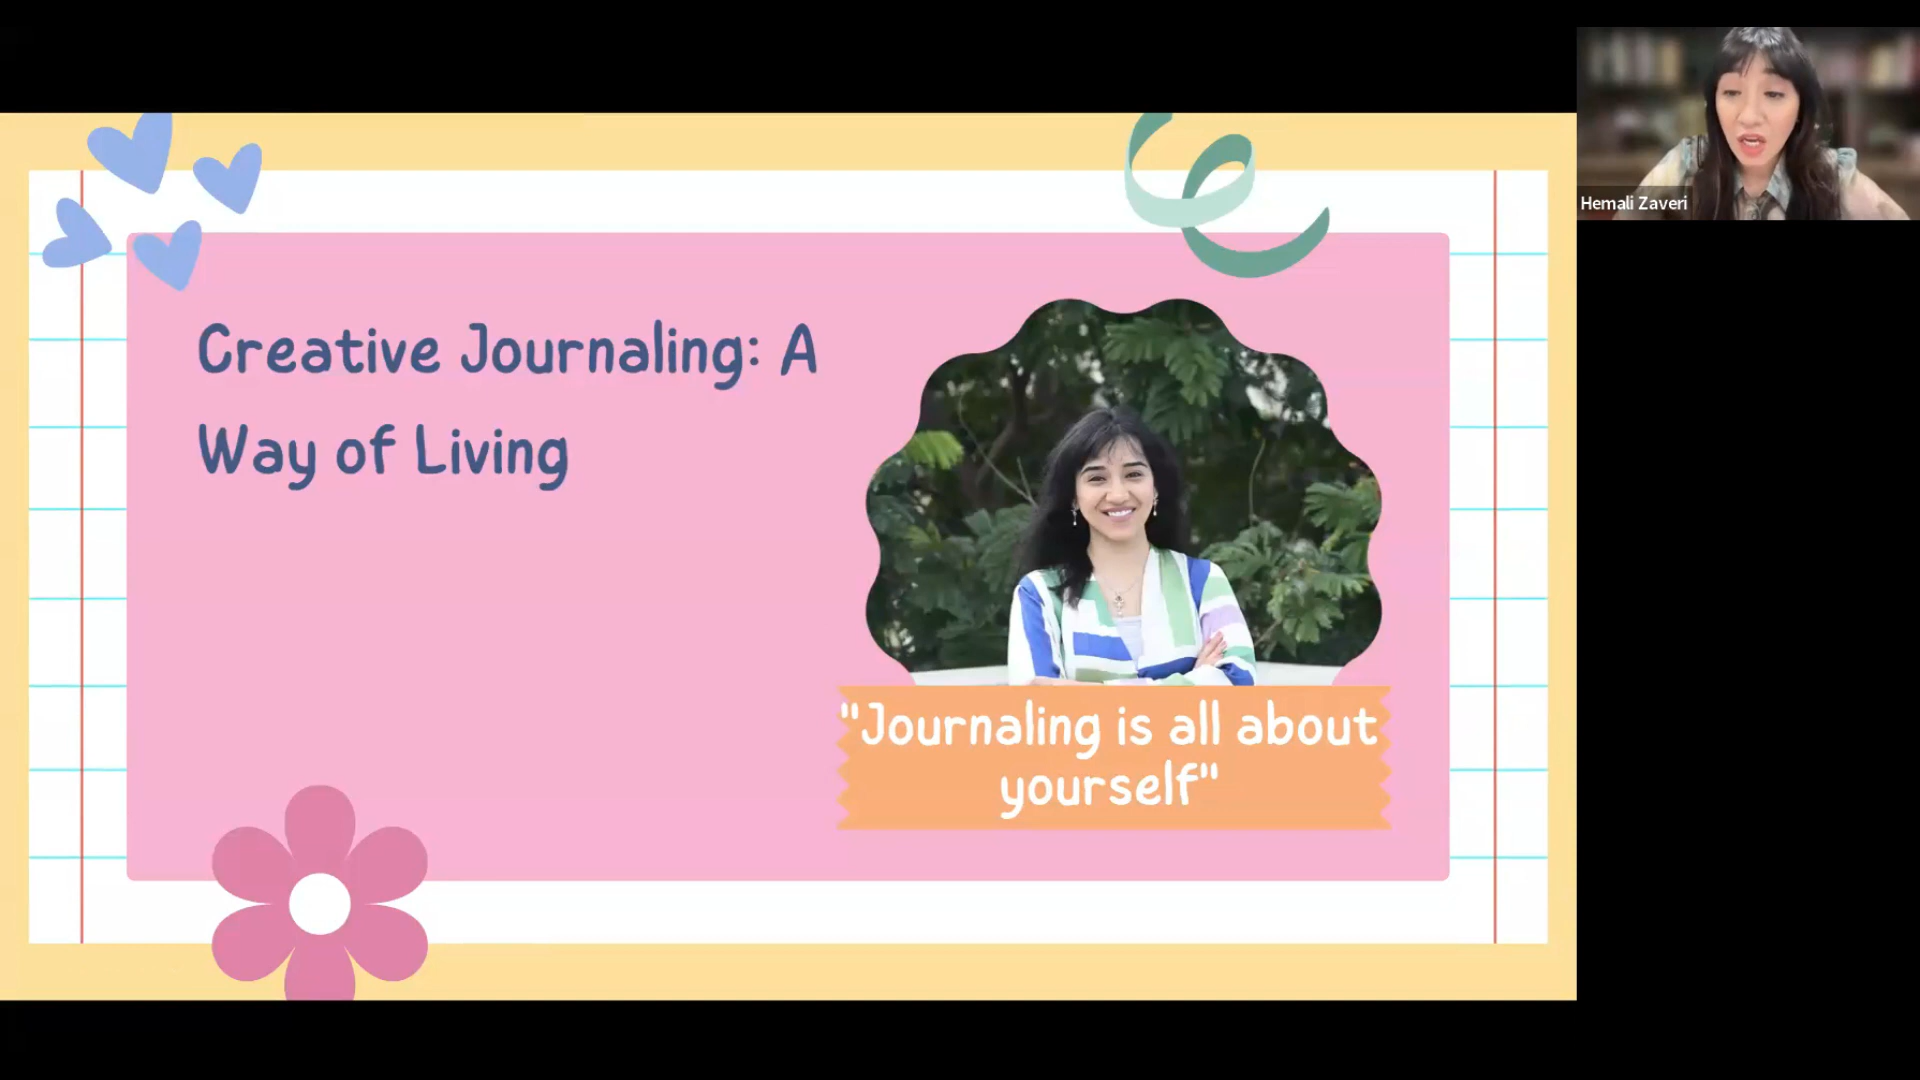 Creative Journaling: A
Way of Living
"Journaling is all about
yourself"
Hemali Zaveri